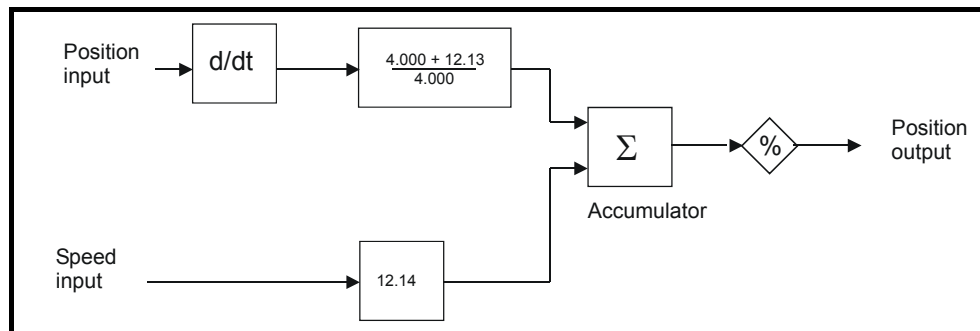 Position
input
d/dt
4.000 + 12.13
4.000
Σ
Accumulator
%
Position
output
Speed
input
12.14